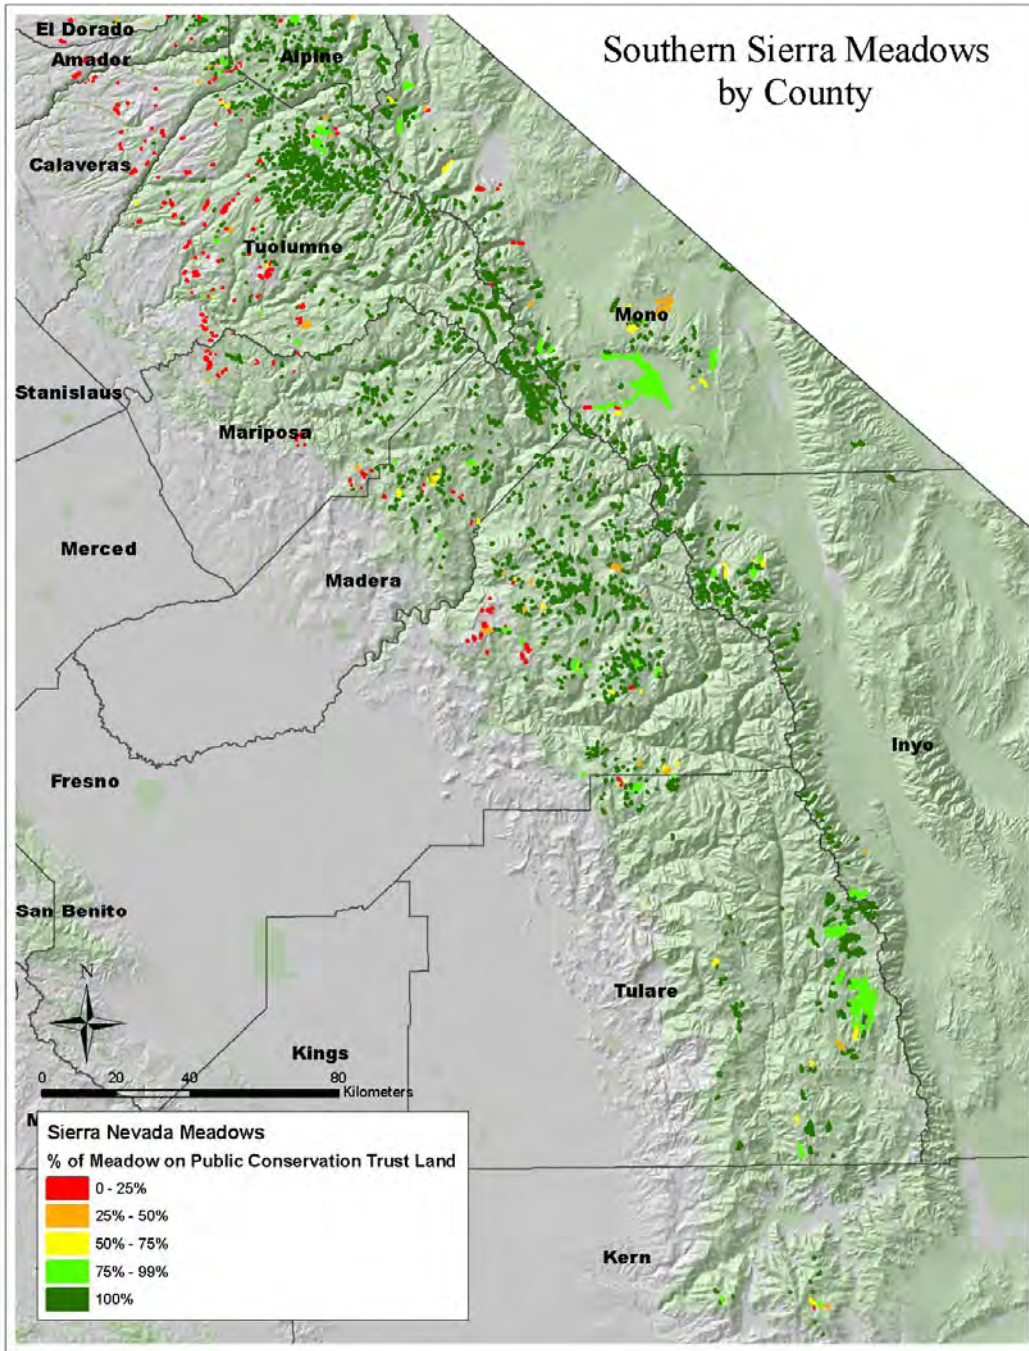 Southern Sierra Meadows
by County
El Dorado
Amador
Alpine
Calaveras
Tuolumne
Mono
Stanislaus
Mariposa
Merced
Madera
Inyo
Fresno
San Benito
N
Tulare
Kings
0 20 40 80
Kilometers
M
Sierra Nevada Meadows
% of Meadow on Public Conservation Trust Land
0 - 25%
25% - 50%
50% - 75%
75% - 99%
100%
Kern